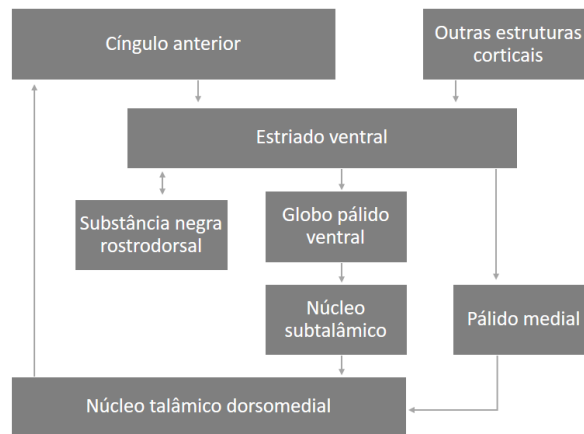 Cíngulo anterior
Outras estruturas
corticais
Estriado ventral
Substância negra
rostrodorsal
Globo pálido
ventral
Núcleo
subtalâmico
Pálido medial
Núcleo talâmico dorsomedial